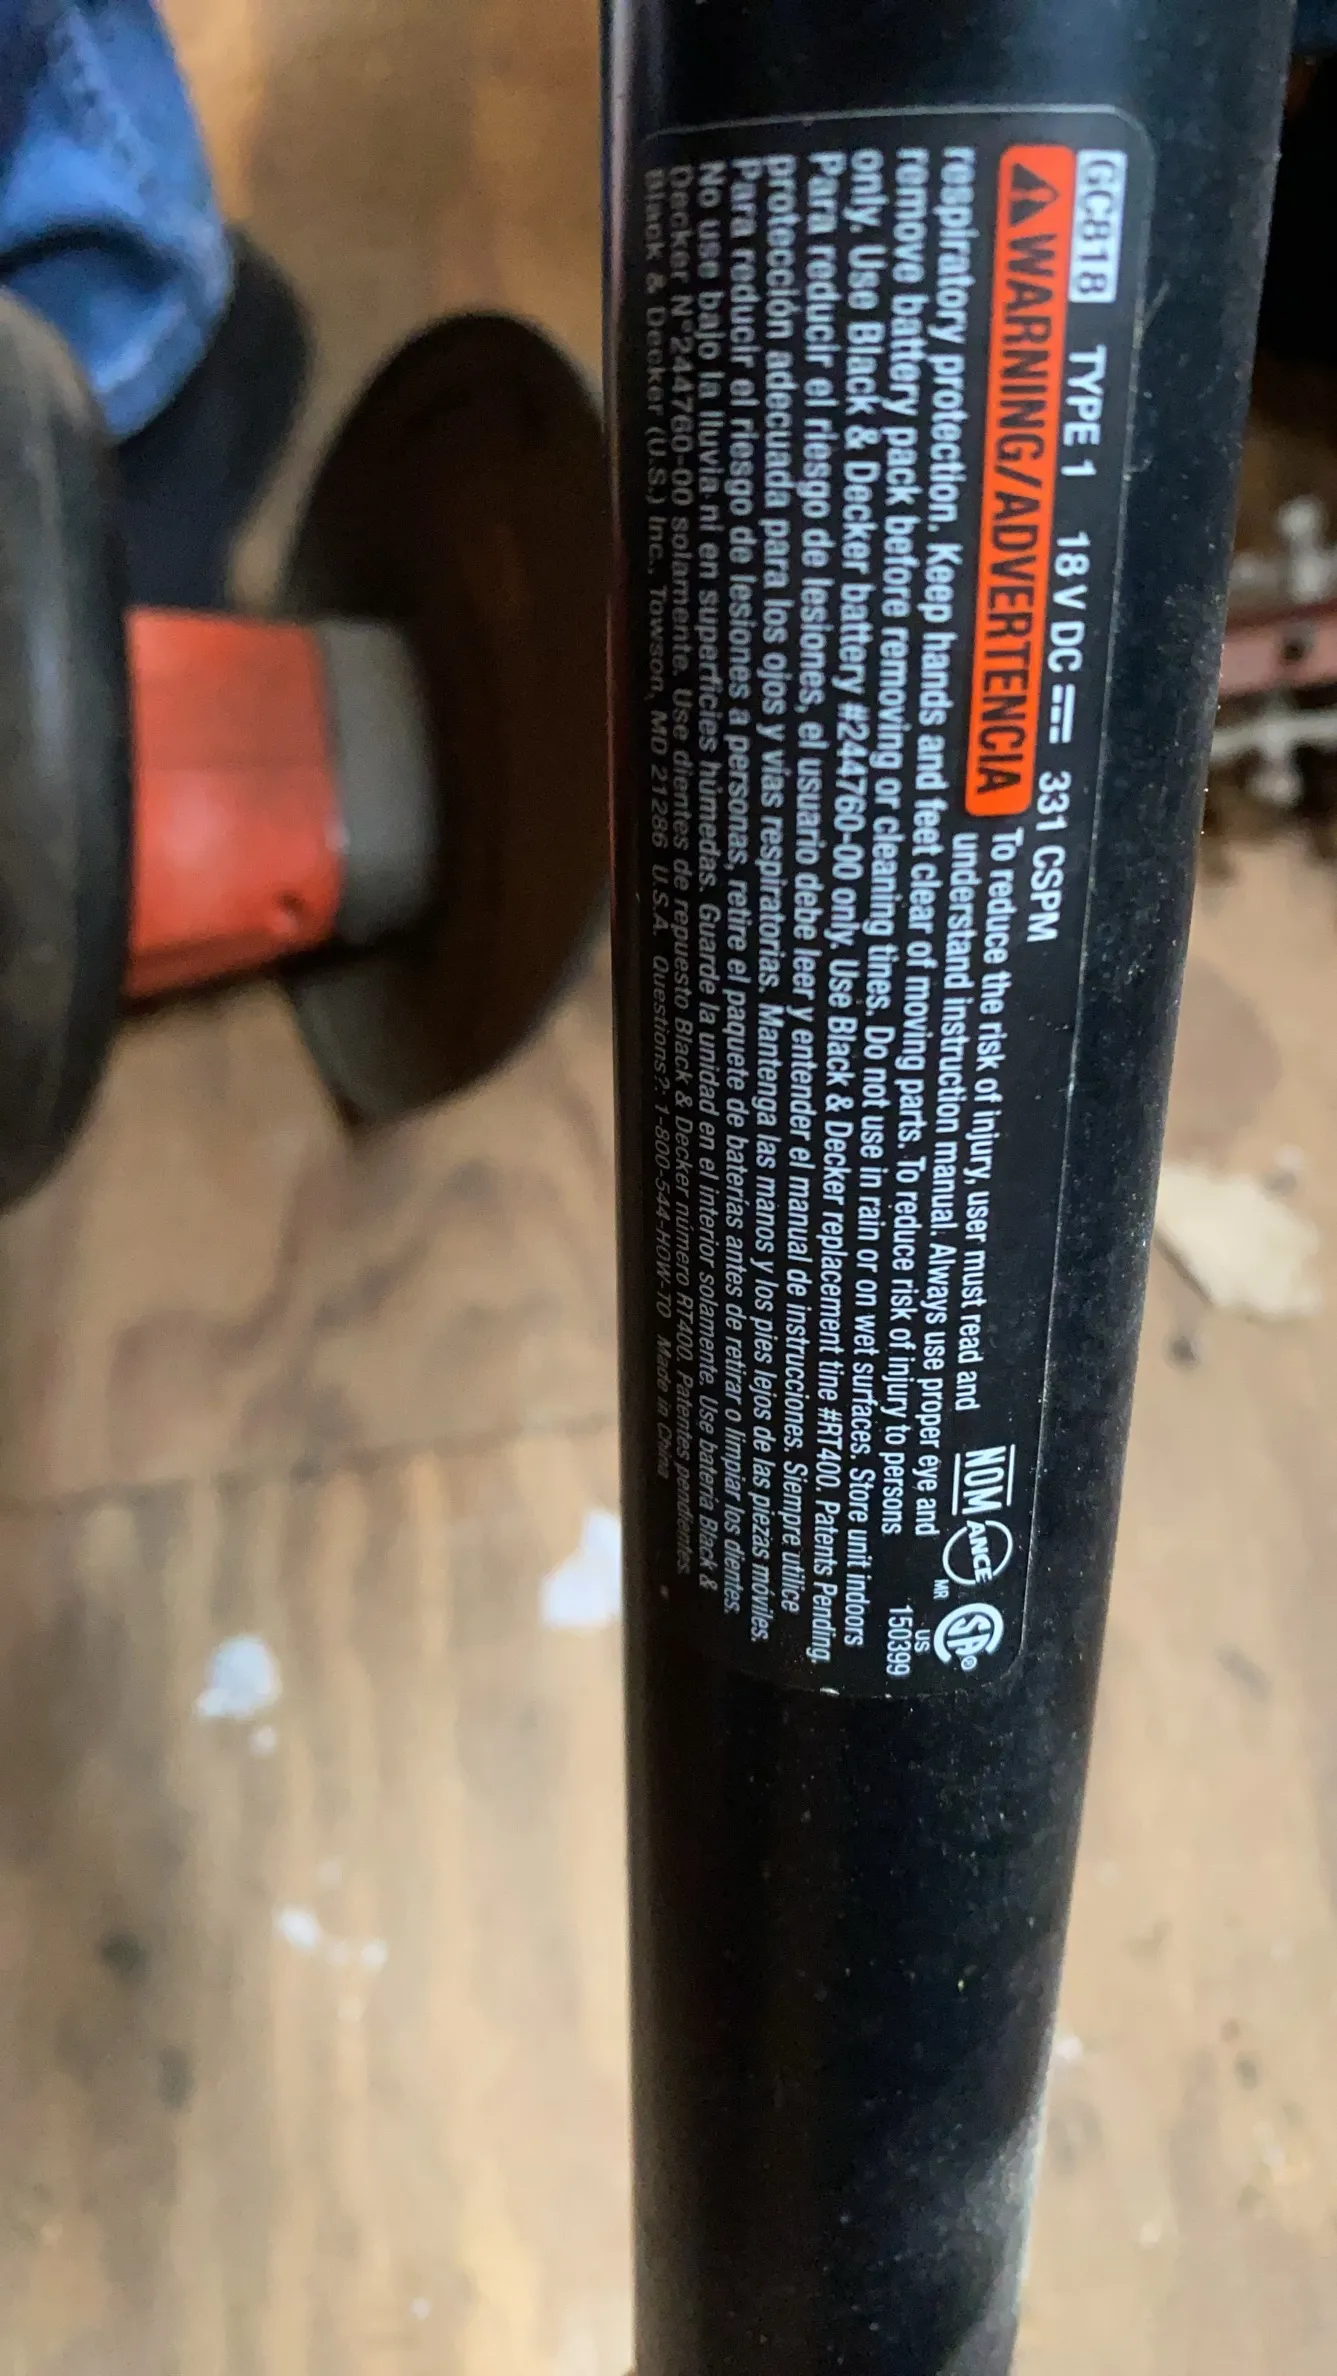 GC818 TYPE 1 18 V DC 331 CSPM
WARNING/ADVERTENCIA To reduce the risk of injury, user must read and
understand instruction manual. Always use proper eye and
respiratory protection. Keep hands and feet clear of moving parts. To reduce risk of injury to persons
remove battery pack before removing or cleaning tines. Do not use in rain or on wet surfaces. Store unit indoors
only. Use Black & Decker battery #244760-00 only. Use Black & Decker replacement tine #RT400. Patents Pending.
Para reducir el riesgo de lesiones, el usuario debe leer y entender el manual de instrucciones. Siempre utilice
protección adecuada para los ojos y vías respiratorias. Mantenga las manos y los pies lejos de las piezas móviles.
Para reducir el riesgo de lesiones a personas, retire el paquete de baterías antes de retirar o limpiar los dientes.
No use bajo la lluvia ni en superficies húmedas. Guarde la unidad en el interior solamente. Use batería Black &
Decker Nº244760-00 solamente. Use dientes de repuesto Black & Decker número RT400. Patentes pendientes.
Black & Decker (U.S.) Inc., Towson, MD 21286 U.S.A. Questions?: 1-800-544-HOW-TO Made in China
NOM ANCE MR SA® US
150399